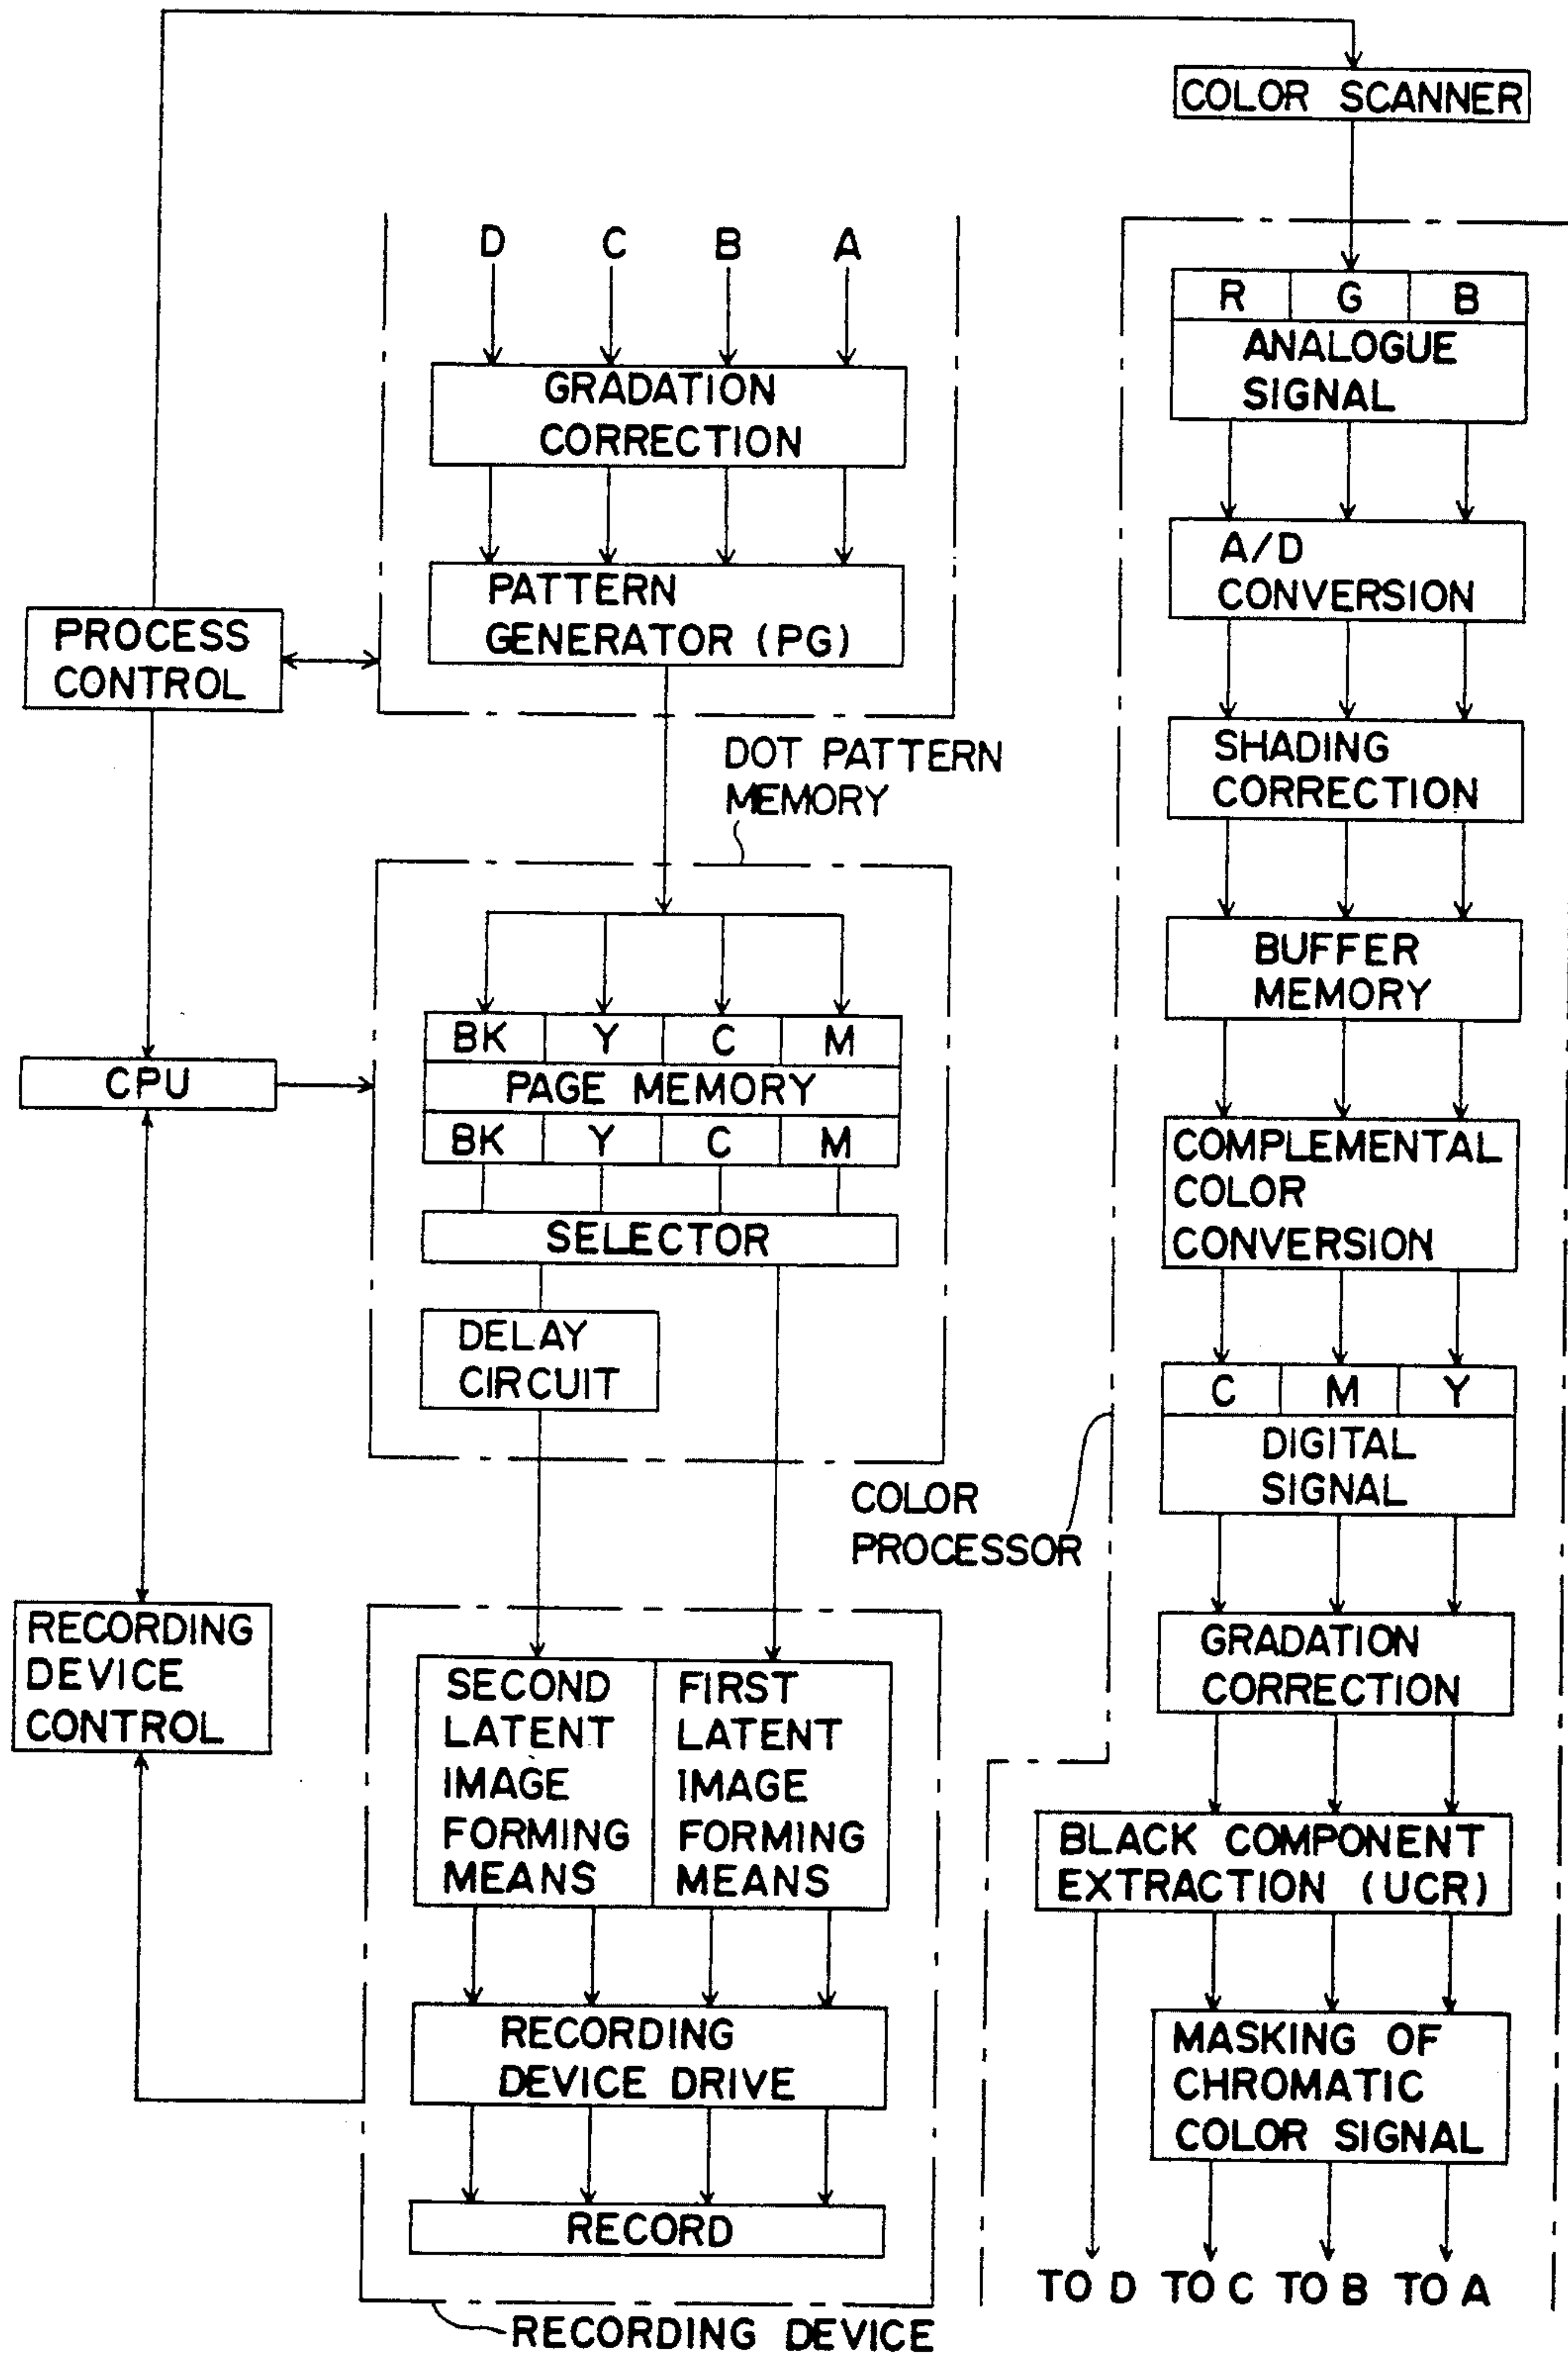 COLOR SCANNER
D C B A
GRADATION
CORRECTION
PATTERN
GENERATOR (PG)
PROCESS
CONTROL
DOT PATTERN
MEMORY
BK Y C M
PAGE MEMORY
BK Y C M
SELECTOR
DELAY
CIRCUIT
CPU
RECORDING
DEVICE
CONTROL
SECOND
LATENT
IMAGE
FORMING
MEANS
FIRST
LATENT
IMAGE
FORMING
MEANS
RECORDING
DEVICE DRIVE
RECORD
RECORDING DEVICE
COLOR
PROCESSOR
R G B
ANALOGUE
SIGNAL
A/D
CONVERSION
SHADING
CORRECTION
BUFFER
MEMORY
COMPLEMENTAL
COLOR
CONVERSION
C M Y
DIGITAL
SIGNAL
GRADATION
CORRECTION
BLACK COMPONENT
EXTRACTION (UCR)
MASKING OF
CHROMATIC
COLOR SIGNAL
TO D TO C TO B TO A